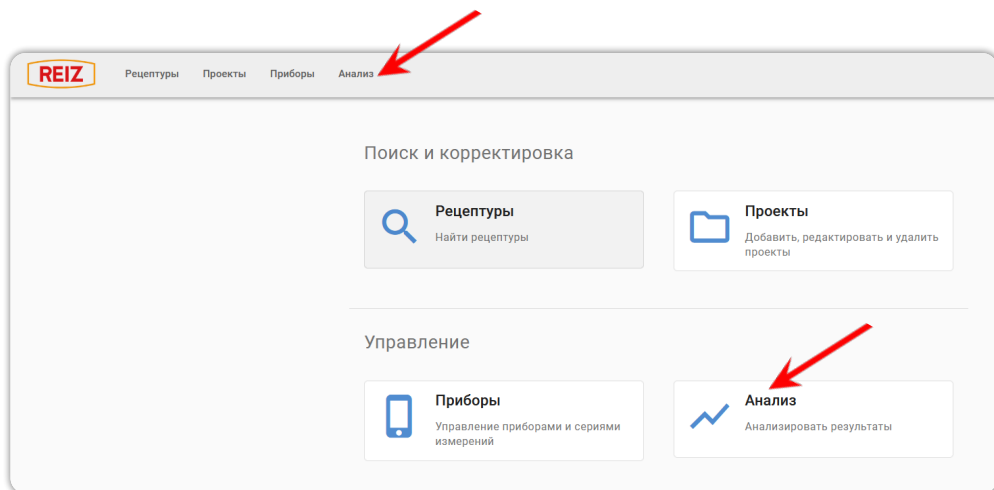 REIZ
Рецептуры Проекты Приборы Анализ
Поиск и корректировка
Рецептуры
Найти рецептуры
Проекты
Добавить, редактировать и удалить
проекты
Управление
Приборы
Управление приборами и сериями
измерений
Анализ
Анализировать результаты